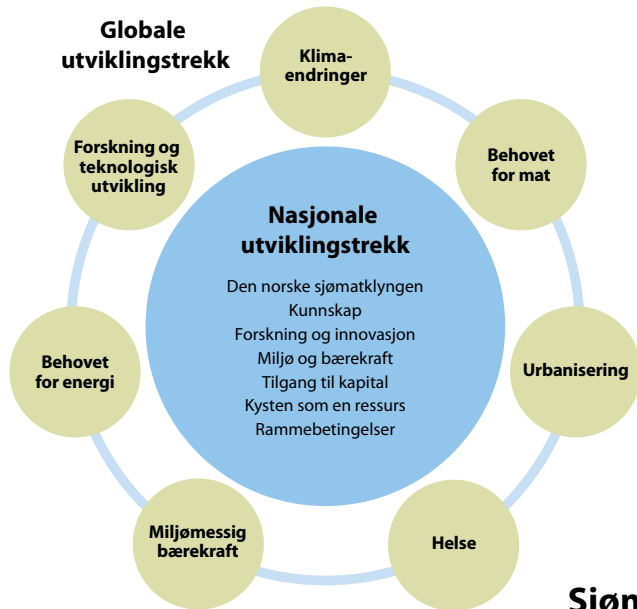 Globale
utviklingstrekk
Klima-
endringer
Behovet
for mat
Urbanisering
Helse
Miljømessig
bærekraft
Behovet
for energi
Forskning og
teknologisk
utvikling
Nasjonale
utviklingstrekk
Den norske sjømatklyngen
Kunnskap
Forskning og innovasjon
Miljø og bærekraft
Tilgang til kapital
Kysten som en ressurs
Rammebetingelser